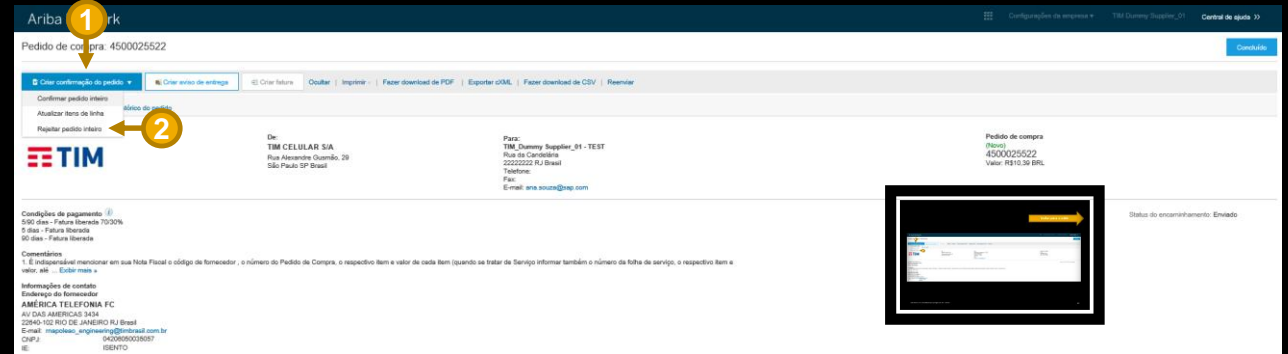 Ariba
rk
Configurações da empresa
TIM Dummy Supplier_01
Central de ajuda »
1
Pedido de compra: 4500025522
Concluído
Criar confirmação do pedido
Criar aviso de entrega
Criar fatura
Ocultar | Imprimir | Fazer download de PDF | Exportar cXML | Fazer download de CSV | Reenviar
Confirmar pedido inteiro
Atualizar itens de linha
Rejeitar pedido inteiro
tórico do pedido
2
TIM
De:
TIM CELULAR S/A
Rua Alexandre Gusmão, 29
São Paulo SP Brasil
Para:
TIM_Dummy Supplier_01 - TEST
Rua da Candelária
22222222 RJ Brasil
Telefone:
Fax:
E-mail: ana.souza@sap.com
Pedido de compra
(Novo)
4500025522
Valor: R$10,39 BRL
Condições de pagamento
5/90 dias - Fatura liberada 70/30%
5 dias - Fatura liberada
90 dias - Fatura liberada
Status do encaminhamento: Enviado
Comentários
1. É indispensável mencionar em sua Nota Fiscal o código de fornecedor , o número do Pedido de Compra, o respectivo item e valor de cada item (quando se tratar de Serviço informar também o número da folha de serviço, o respectivo item e
valor, até ... Exibir mais »
Informações de contato
Endereço do fornecedor
AMÉRICA TELEFONIA FC
AV DAS AMERICAS 3434
22640-102 RIO DE JANEIRO RJ Brasil
E-mail: mapoleao_engineering@timbrasil.com.br
CNPJ: 04206050035057
IE: ISENTO